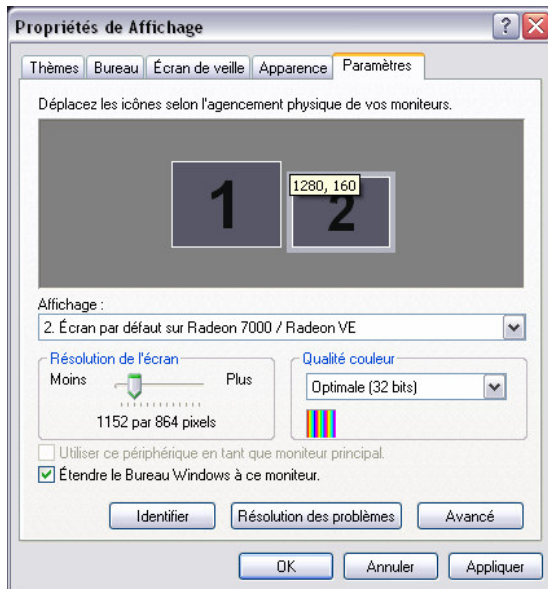 Propriétés de Affichage
Thèmes Bureau Écran de veille Apparence Paramètres
Déplacez les icônes selon l'agencement physique de vos moniteurs.
1 1280, 160 2
Affichage :
2. Écran par défaut sur Radeon 7000 / Radeon VE
Résolution de l'écran Qualité couleur
Moins Plus Optimale (32 bits)
1152 par 864 pixels
Utiliser ce périphérique en tant que moniteur principal.
Étendre le Bureau Windows à ce moniteur.
Identifier Résolution des problèmes Avancé
OK Annuler Appliquer